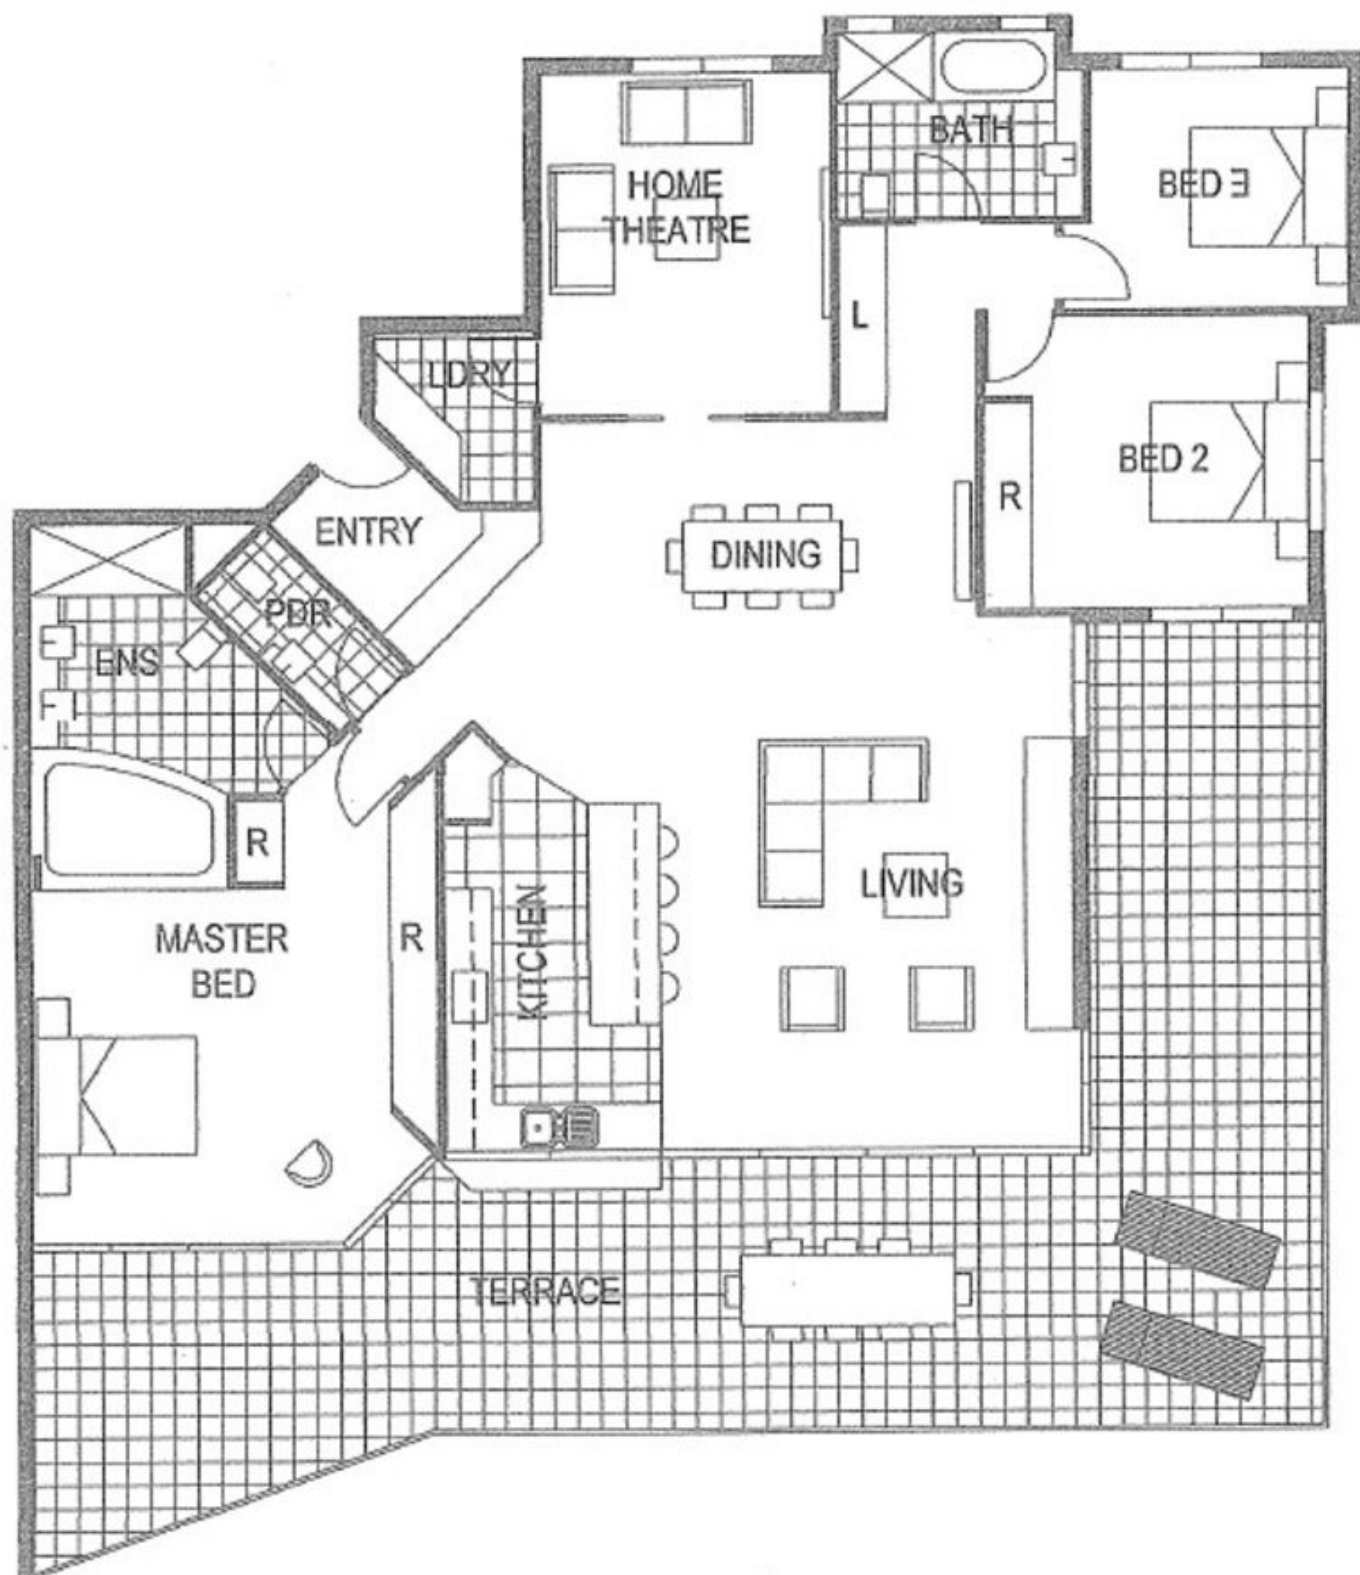 BATH
HOME
THEATRE
BED 3
L
LDRY
BED 2
R
ENTRY
DINING
PDR
ENS
R
LIVING
MASTER
BED
R
KITCHEN
TERRACE